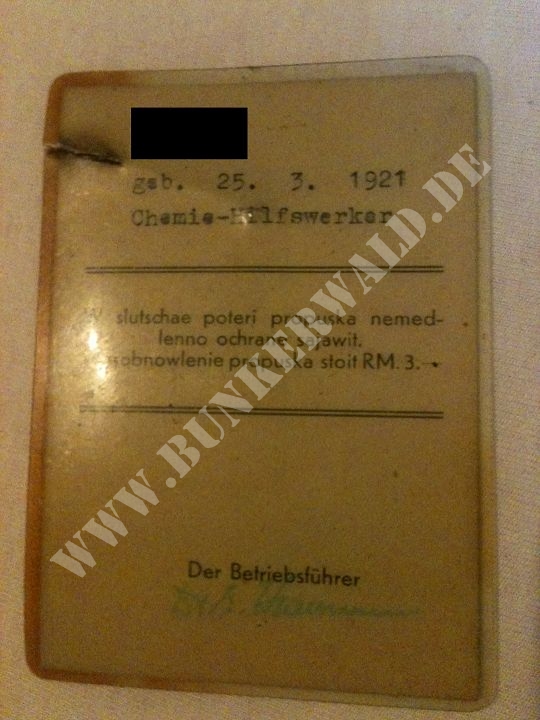 geb. 25. 3. 1921
Chemie-Hilfswerker
W slutschae poteri propuska nemed-
lenno ochrane sajawit.
sobnowlenie propuska stoit RM. 3.-
Der Betriebsführer
WWW.BUNKERWALD.DE